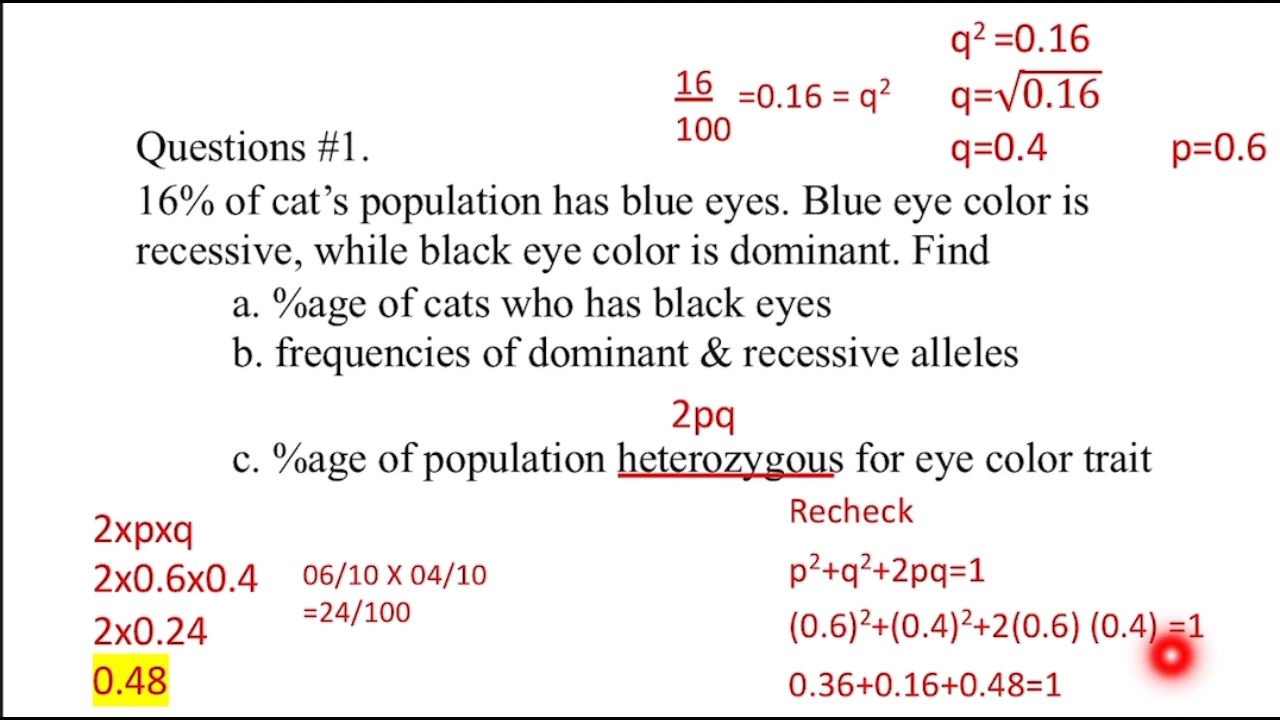 q² =0.16
16/100 =0.16 = q²
q=√0.16
q=0.4
p=0.6
Questions #1.
16% of cat’s population has blue eyes. Blue eye color is
recessive, while black eye color is dominant. Find
a. %age of cats who has black eyes
b. frequencies of dominant & recessive alleles
2pq
c. %age of population heterozygous for eye color trait
2xpxq
2x0.6x0.4
2x0.24
0.48
06/10 X 04/10
=24/100
Recheck
p²+q²+2pq=1
(0.6)²+(0.4)²+2(0.6) (0.4) =1
0.36+0.16+0.48=1